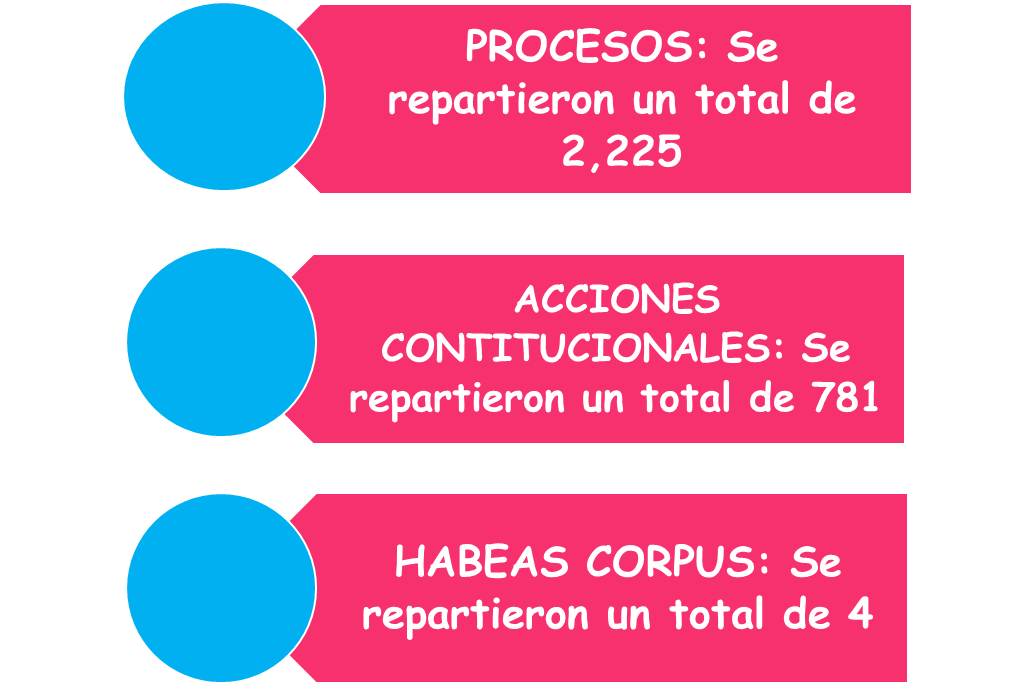 PROCESOS: Se
repartieron un total de
2,225
ACCIONES
CONTITUCIONALES: Se
repartieron un total de 781
HABEAS CORPUS: Se
repartieron un total de 4